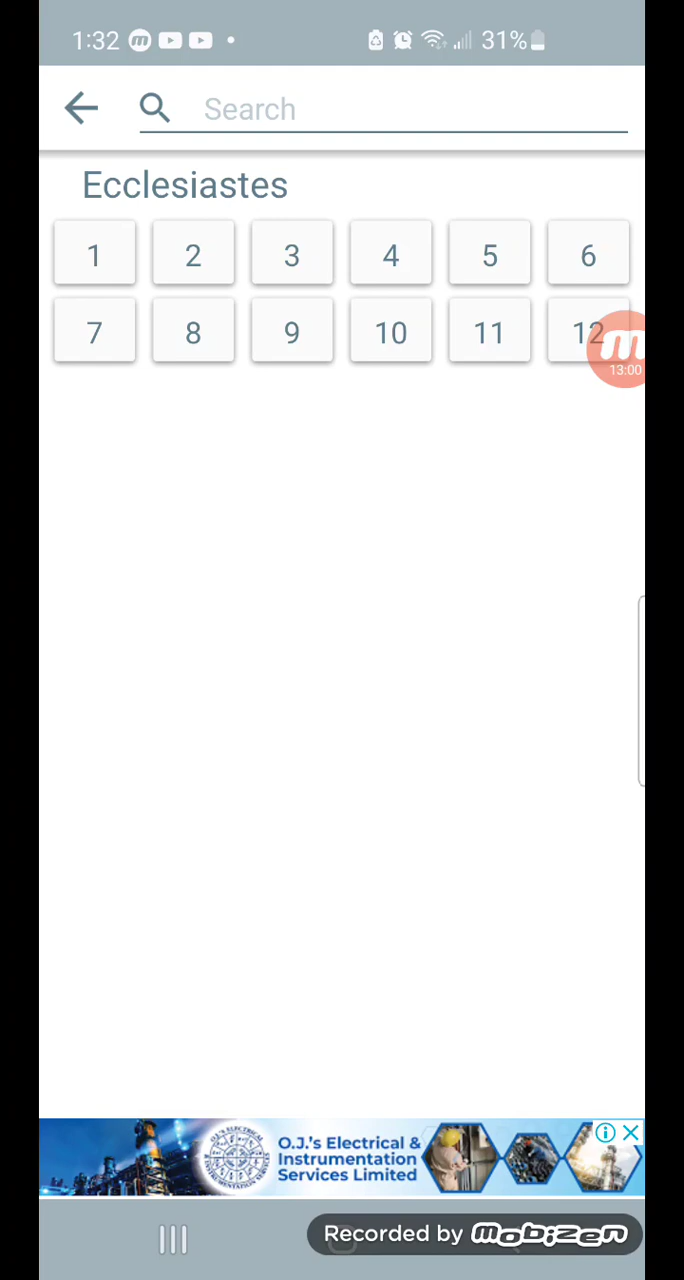 1:32 31%
Search
Ecclesiastes
1 2 3 4 5 6
7 8 9 10 11 12
13:00
O.J.'s Electrical &
Instrumentation
Services Limited
Recorded by mobizen